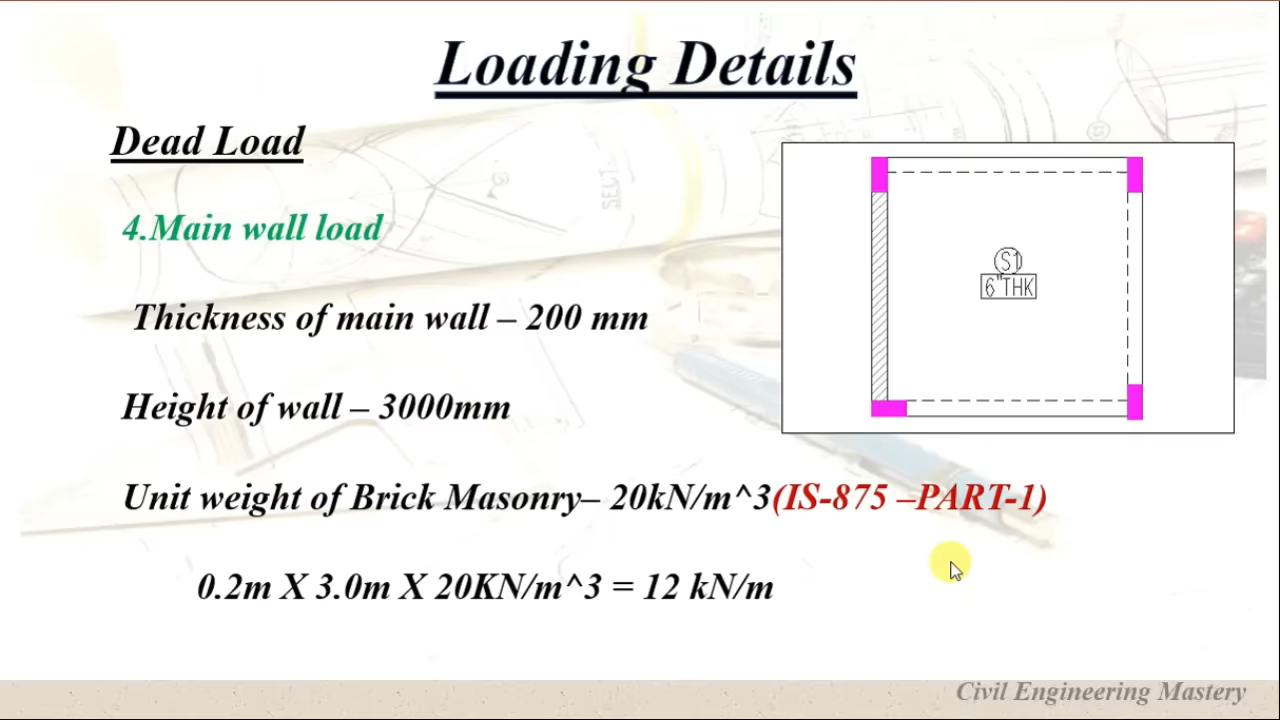 Loading Details
Dead Load
4.Main wall load
Thickness of main wall – 200 mm
Height of wall – 3000mm
Unit weight of Brick Masonry– 20kN/m^3(IS-875 –PART-1)
0.2m X 3.0m X 20KN/m^3 = 12 kN/m
S1
6"THK
Civil Engineering Mastery